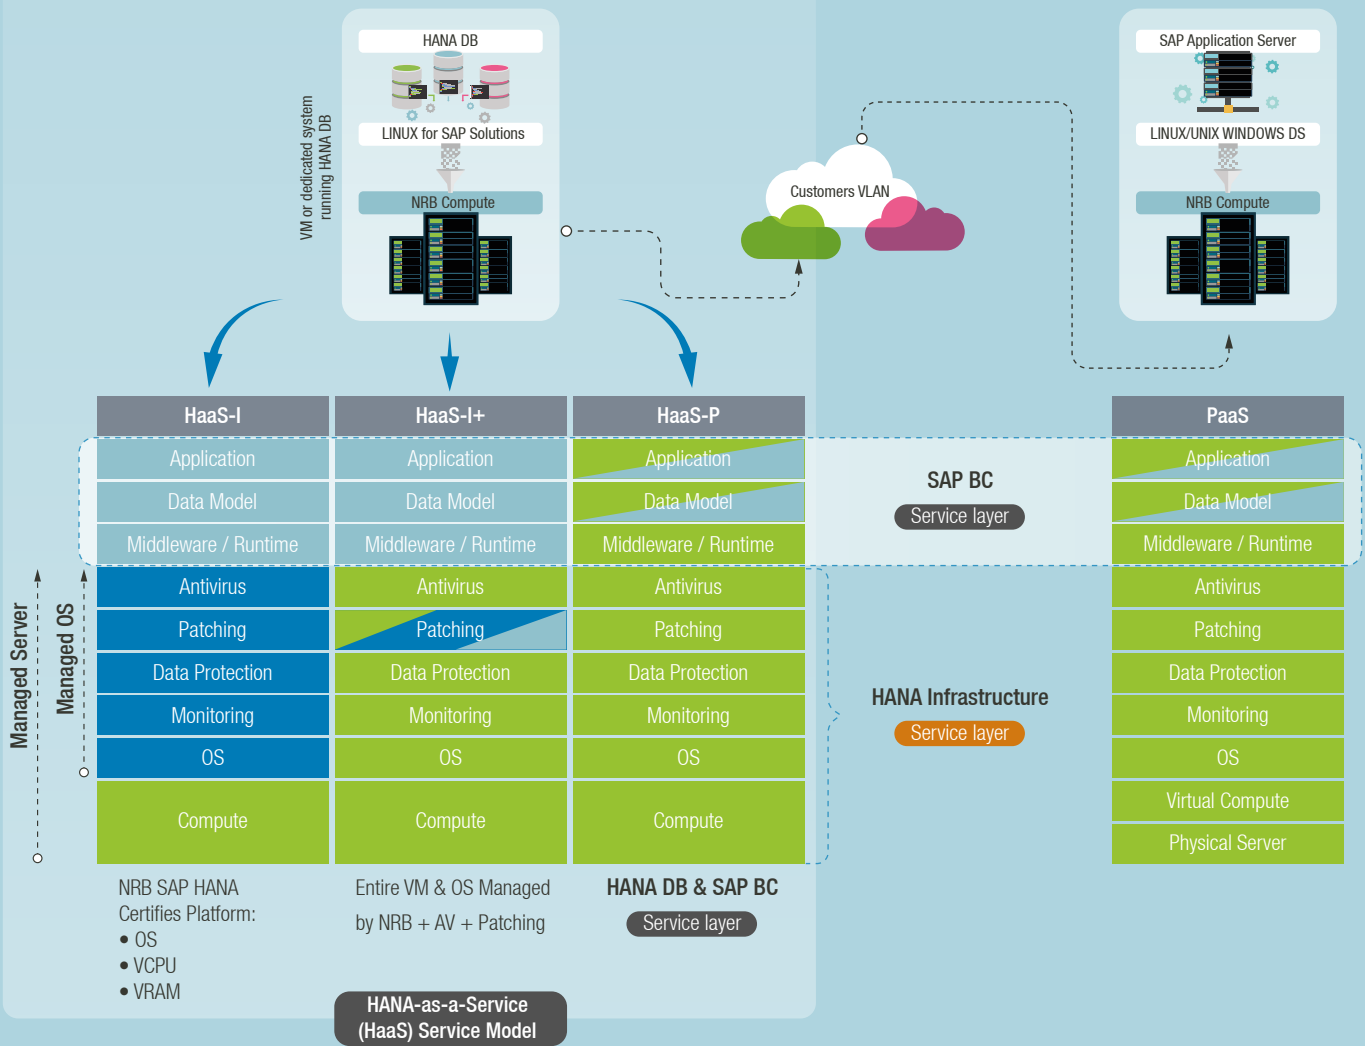 HANA DB
LINUX for SAP Solutions
NRB Compute
VM or dedicated system
running HANA DB
Customers VLAN
SAP Application Server
LINUX/UNIX WINDOWS DS
NRB Compute
HaaS-I
Application
Data Model
Middleware / Runtime
Antivirus
Patching
Data Protection
Monitoring
OS
Compute
HaaS-I+
Application
Data Model
Middleware / Runtime
Antivirus
Patching
Data Protection
Monitoring
OS
Compute
HaaS-P
Application
Data Model
Middleware / Runtime
Antivirus
Patching
Data Protection
Monitoring
OS
Compute
SAP BC
Service layer
HANA Infrastructure
Service layer
PaaS
Application
Data Model
Middleware / Runtime
Antivirus
Patching
Data Protection
Monitoring
OS
Virtual Compute
Physical Server
Managed Server
Managed OS
NRB SAP HANA
Certifies Platform:
• OS
• VCPU
• VRAM
Entire VM & OS Managed
by NRB + AV + Patching
HANA DB & SAP BC
Service layer
HANA-as-a-Service
(HaaS) Service Model